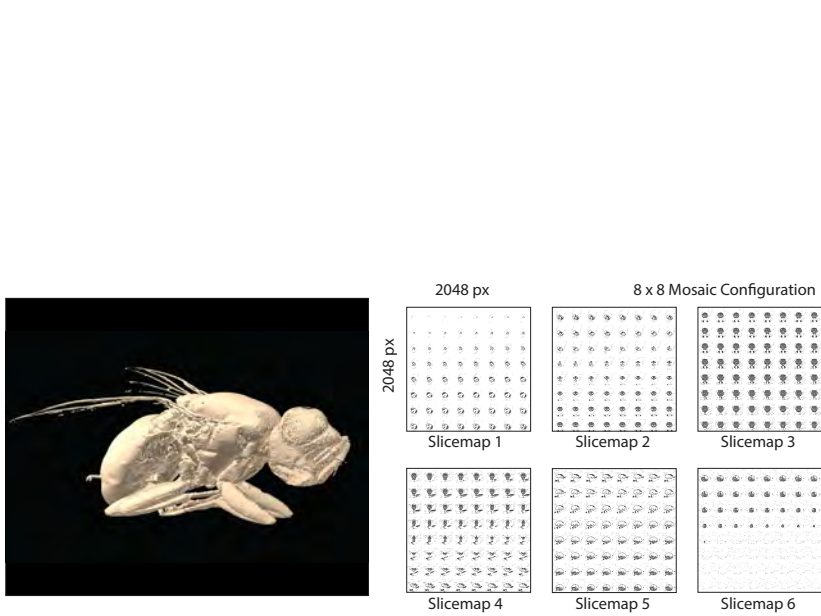 2048 px
8 x 8 Mosaic Configuration
2048 px
Slicemap 1
Slicemap 2
Slicemap 3
Slicemap 4
Slicemap 5
Slicemap 6